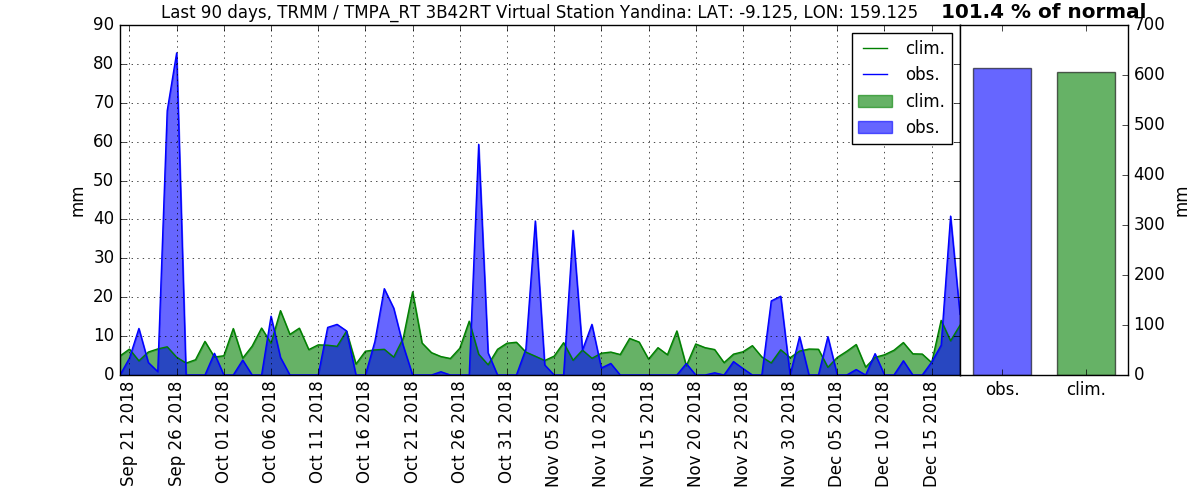 Last 90 days, TRMM / TMPA_RT 3B42RT Virtual Station Yandina: LAT: -9.125, LON: 159.125
101.4 % of normal
90
80
70
60
50
40
30
20
10
0
mm
clim.
obs.
clim.
obs.
700
600
500
400
300
200
100
0
mm
Sep 21 2018
Sep 26 2018
Oct 01 2018
Oct 06 2018
Oct 11 2018
Oct 16 2018
Oct 21 2018
Oct 26 2018
Oct 31 2018
Nov 05 2018
Nov 10 2018
Nov 15 2018
Nov 20 2018
Nov 25 2018
Nov 30 2018
Dec 05 2018
Dec 10 2018
Dec 15 2018
obs.
clim.